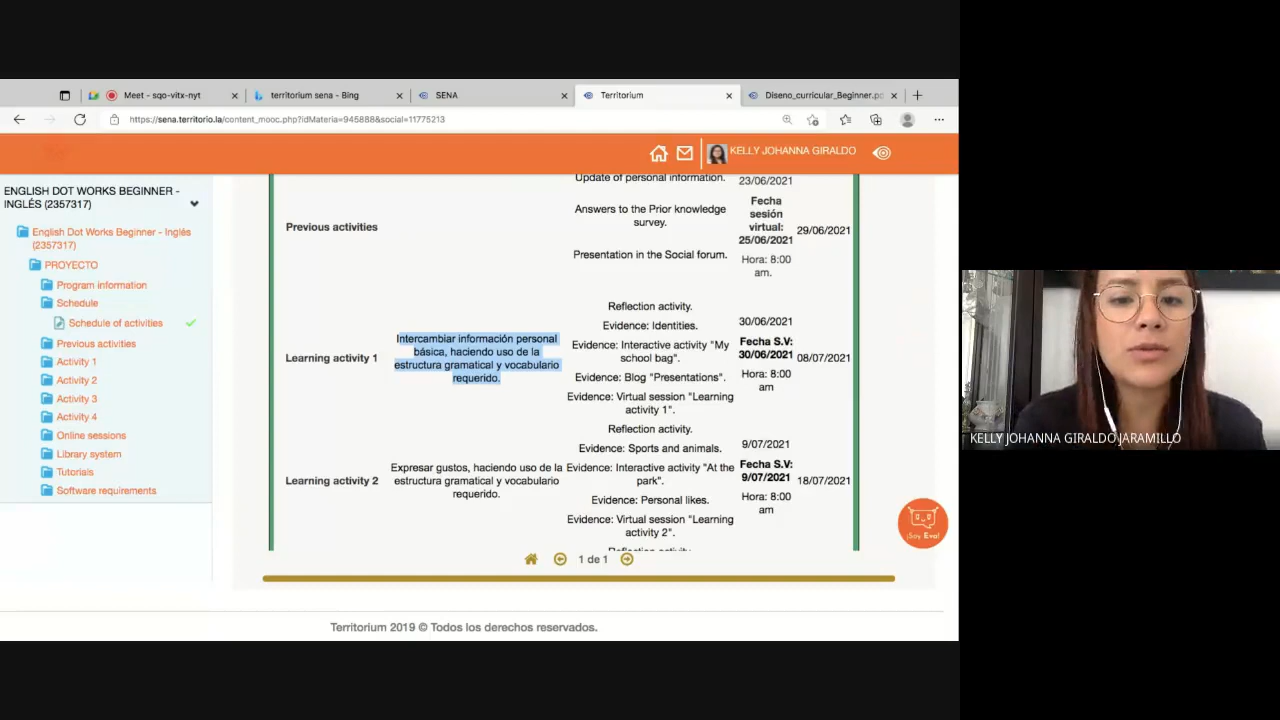 Meet - sqo-vitx-nyt
territorium sena - Bing
SENA
Territorium
Diseno_curricular_Beginner.pc
https://sena.territorio.la/content_mooc.php?idMateria=945888&social=11775213
KELLY JOHANNA GIRALDO
ENGLISH DOT WORKS BEGINNER -
INGLÉS (2357317)
English Dot Works Beginner - Inglés
(2357317)
PROYECTO
Program information
Schedule
Schedule of activities
Previous activities
Activity 1
Activity 2
Activity 3
Activity 4
Online sessions
Library system
Tutorials
Software requirements
Previous activities
Update of personal information.
Answers to the Prior knowledge
survey.
Presentation in the Social forum.
23/06/2021
Fecha
sesión
virtual:
25/06/2021
Hora: 8:00
am.
29/06/2021
Learning activity 1
Intercambiar información personal
básica, haciendo uso de la
estructura gramatical y vocabulario
requerido.
Reflection activity.
Evidence: Identities.
Evidence: Interactive activity "My
school bag".
Evidence: Blog "Presentations".
Evidence: Virtual session "Learning
activity 1".
30/06/2021
Fecha S.V:
30/06/2021
Hora: 8:00
am
08/07/2021
Learning activity 2
Expresar gustos, haciendo uso de la
estructura gramatical y vocabulario
requerido.
Reflection activity.
Evidence: Sports and animals.
Evidence: Interactive activity "At the
park".
Evidence: Personal likes.
Evidence: Virtual session "Learning
activity 2".
Reflection activity.
9/07/2021
Fecha S.V:
9/07/2021
Hora: 8:00
am
18/07/2021
1 de 1
¡Soy Eva!
Territorium 2019 © Todos los derechos reservados.
KELLY JOHANNA GIRALDO JARAMILLO